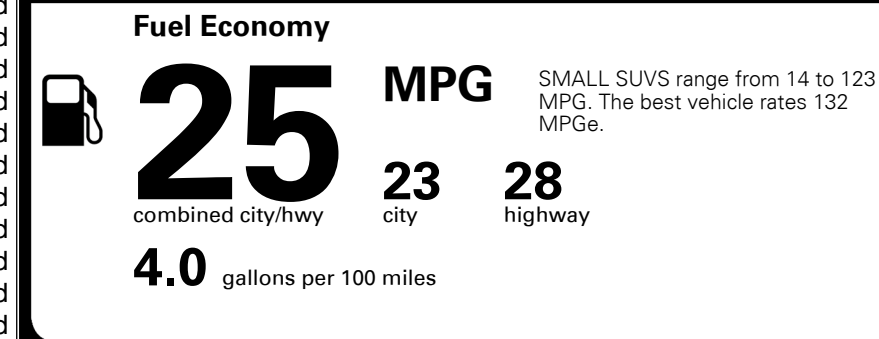 Fuel Economy
25 MPG
SMALL SUVS range from 14 to 123
MPG. The best vehicle rates 132
MPGe.
combined city/hwy
23
city
28
highway
4.0 gallons per 100 miles
d
d
d
d
d
d
d
d
d
d
d